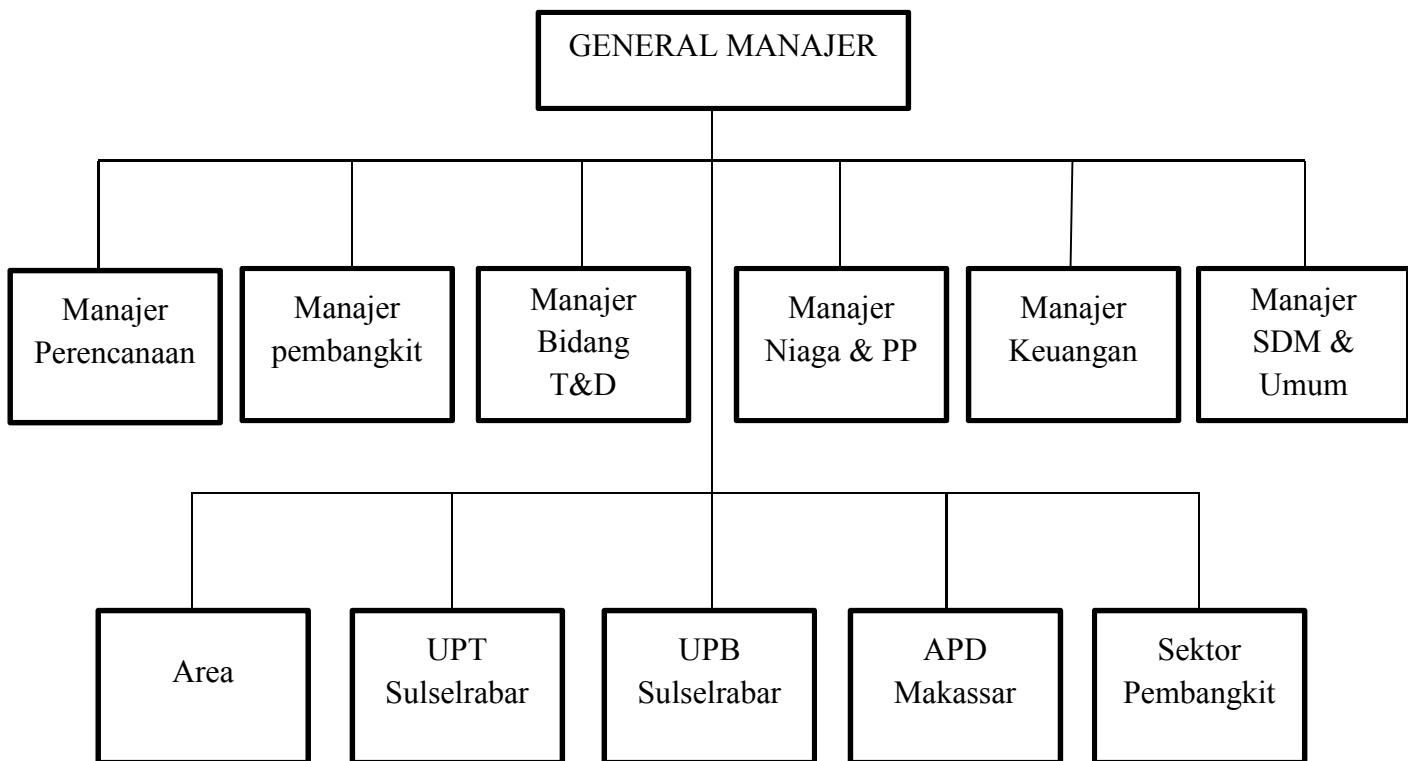 GENERAL MANAJER
Manajer
Perencanaan
Manajer
pembangkit
Manajer
Bidang
T&D
Manajer
Niaga & PP
Manajer
Keuangan
Manajer
SDM &
Umum
Area
UPT
Sulselrabar
UPB
Sulselrabar
APD
Makassar
Sektor
Pembangkit